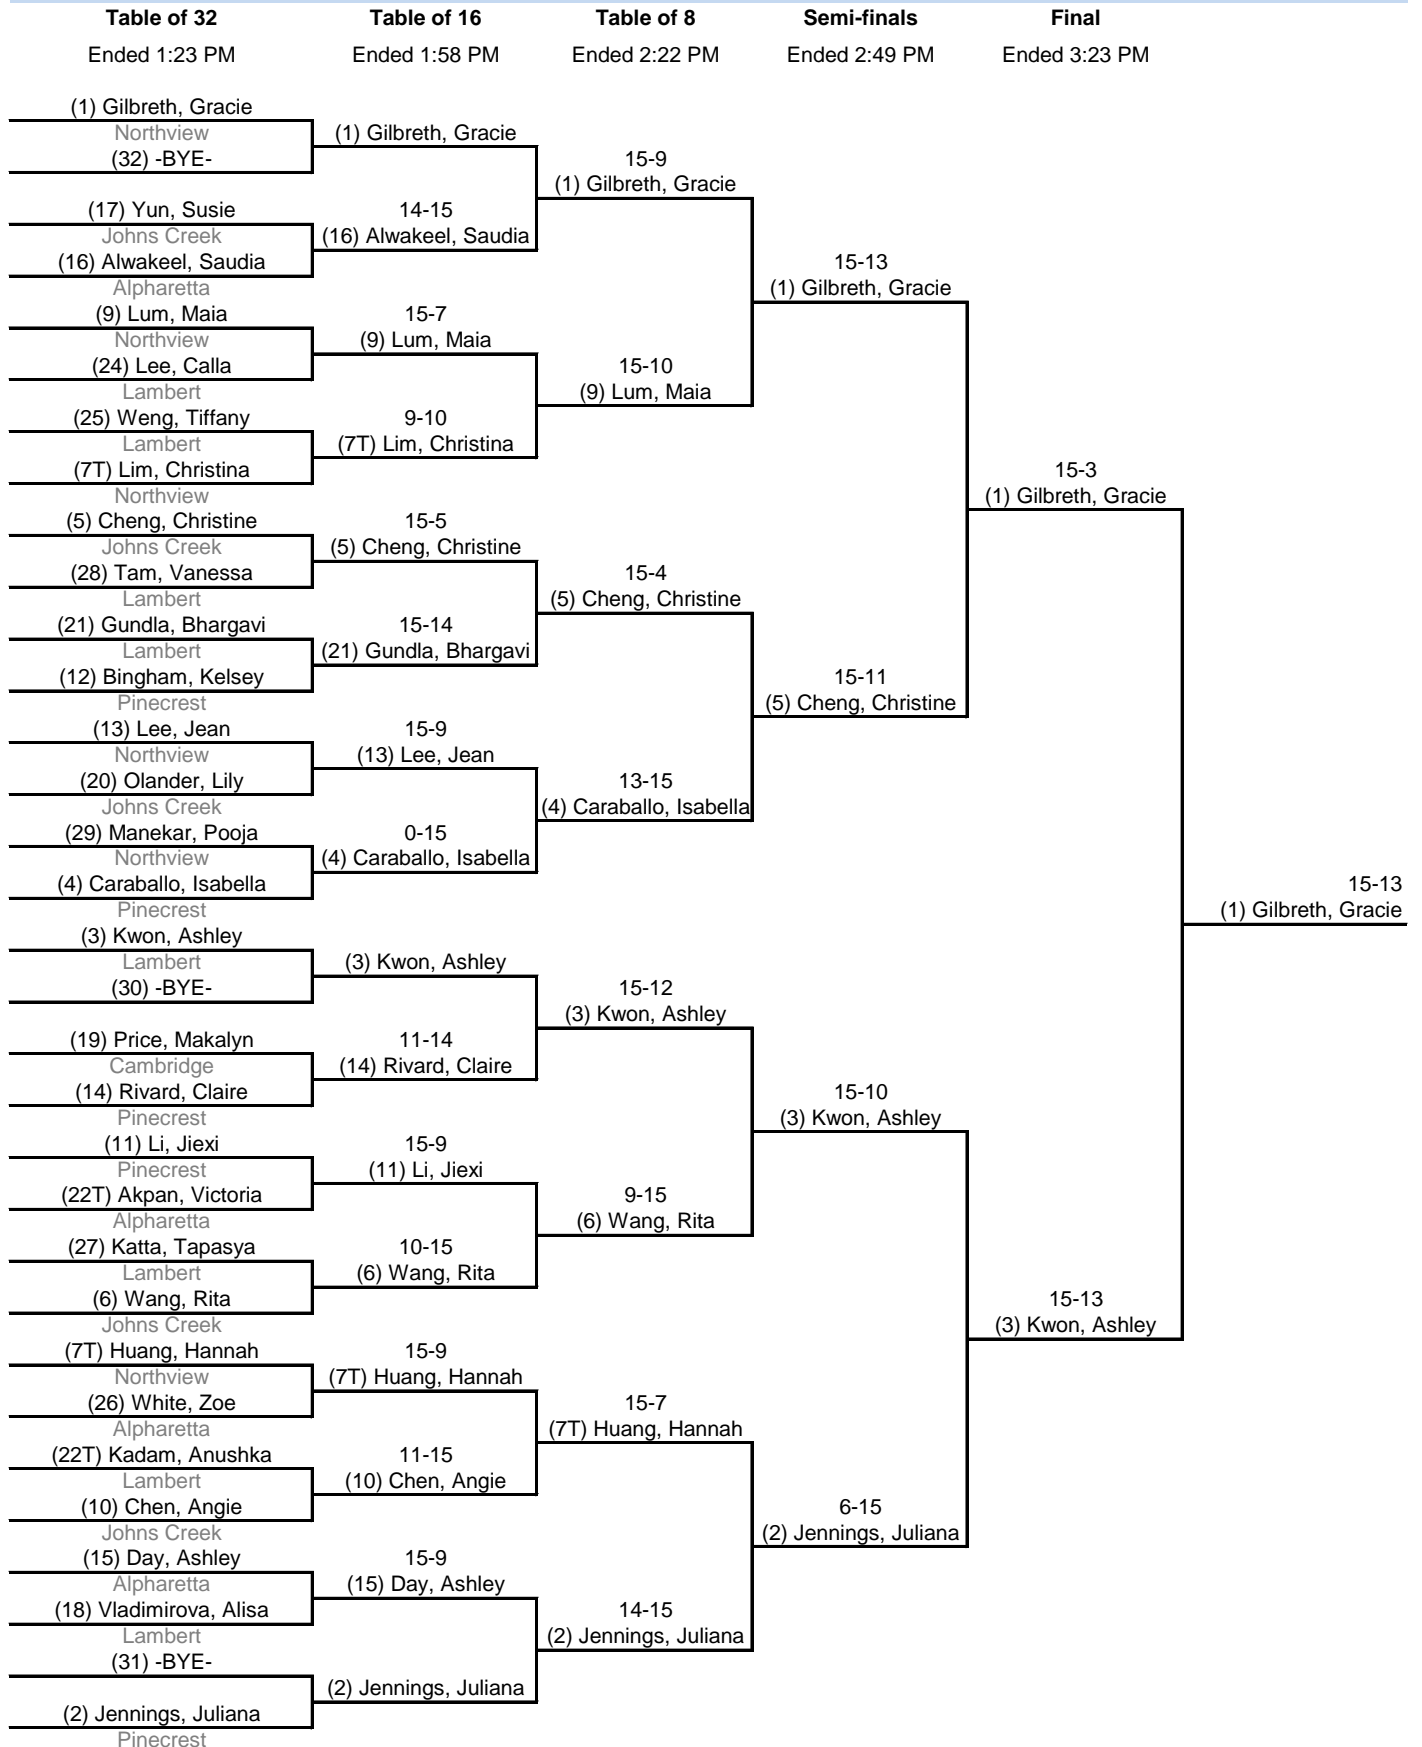 Table of 32
Ended 1:23 PM
Table of 16
Ended 1:58 PM
Table of 8
Ended 2:22 PM
Semi-finals
Ended 2:49 PM
Final
Ended 3:23 PM
(1) Gilbreth, Gracie
Northview
(32) -BYE-
(17) Yun, Susie
Johns Creek
(16) Alwakeel, Saudia
Alpharetta
(9) Lum, Maia
Northview
(24) Lee, Calla
Lambert
(25) Weng, Tiffany
Lambert
(7T) Lim, Christina
Northview
(5) Cheng, Christine
Johns Creek
(28) Tam, Vanessa
Lambert
(21) Gundla, Bhargavi
Lambert
(12) Bingham, Kelsey
Pinecrest
(13) Lee, Jean
Northview
(20) Olander, Lily
Johns Creek
(29) Manekar, Pooja
Northview
(4) Caraballo, Isabella
Pinecrest
(3) Kwon, Ashley
Lambert
(30) -BYE-
(19) Price, Makalyn
Cambridge
(14) Rivard, Claire
Pinecrest
(11) Li, Jiexi
Pinecrest
(22T) Akpan, Victoria
Alpharetta
(27) Katta, Tapasya
Lambert
(6) Wang, Rita
Johns Creek
(7T) Huang, Hannah
Northview
(26) White, Zoe
Alpharetta
(22T) Kadam, Anushka
Lambert
(10) Chen, Angie
Johns Creek
(15) Day, Ashley
Alpharetta
(18) Vladimirova, Alisa
Lambert
(31) -BYE-
(2) Jennings, Juliana
Pinecrest
(1) Gilbreth, Gracie
14-15
(16) Alwakeel, Saudia
15-7
(9) Lum, Maia
9-10
(7T) Lim, Christina
15-5
(5) Cheng, Christine
15-14
(21) Gundla, Bhargavi
15-9
(13) Lee, Jean
0-15
(4) Caraballo, Isabella
(3) Kwon, Ashley
11-14
(14) Rivard, Claire
15-9
(11) Li, Jiexi
10-15
(6) Wang, Rita
15-9
(7T) Huang, Hannah
11-15
(10) Chen, Angie
15-9
(15) Day, Ashley
(2) Jennings, Juliana
15-9
(1) Gilbreth, Gracie
15-10
(9) Lum, Maia
15-4
(5) Cheng, Christine
13-15
(4) Caraballo, Isabella
15-12
(3) Kwon, Ashley
9-15
(6) Wang, Rita
15-7
(7T) Huang, Hannah
14-15
(2) Jennings, Juliana
15-13
(1) Gilbreth, Gracie
15-11
(5) Cheng, Christine
15-10
(3) Kwon, Ashley
6-15
(2) Jennings, Juliana
15-3
(1) Gilbreth, Gracie
15-13
(3) Kwon, Ashley
15-13
(1) Gilbreth, Gracie